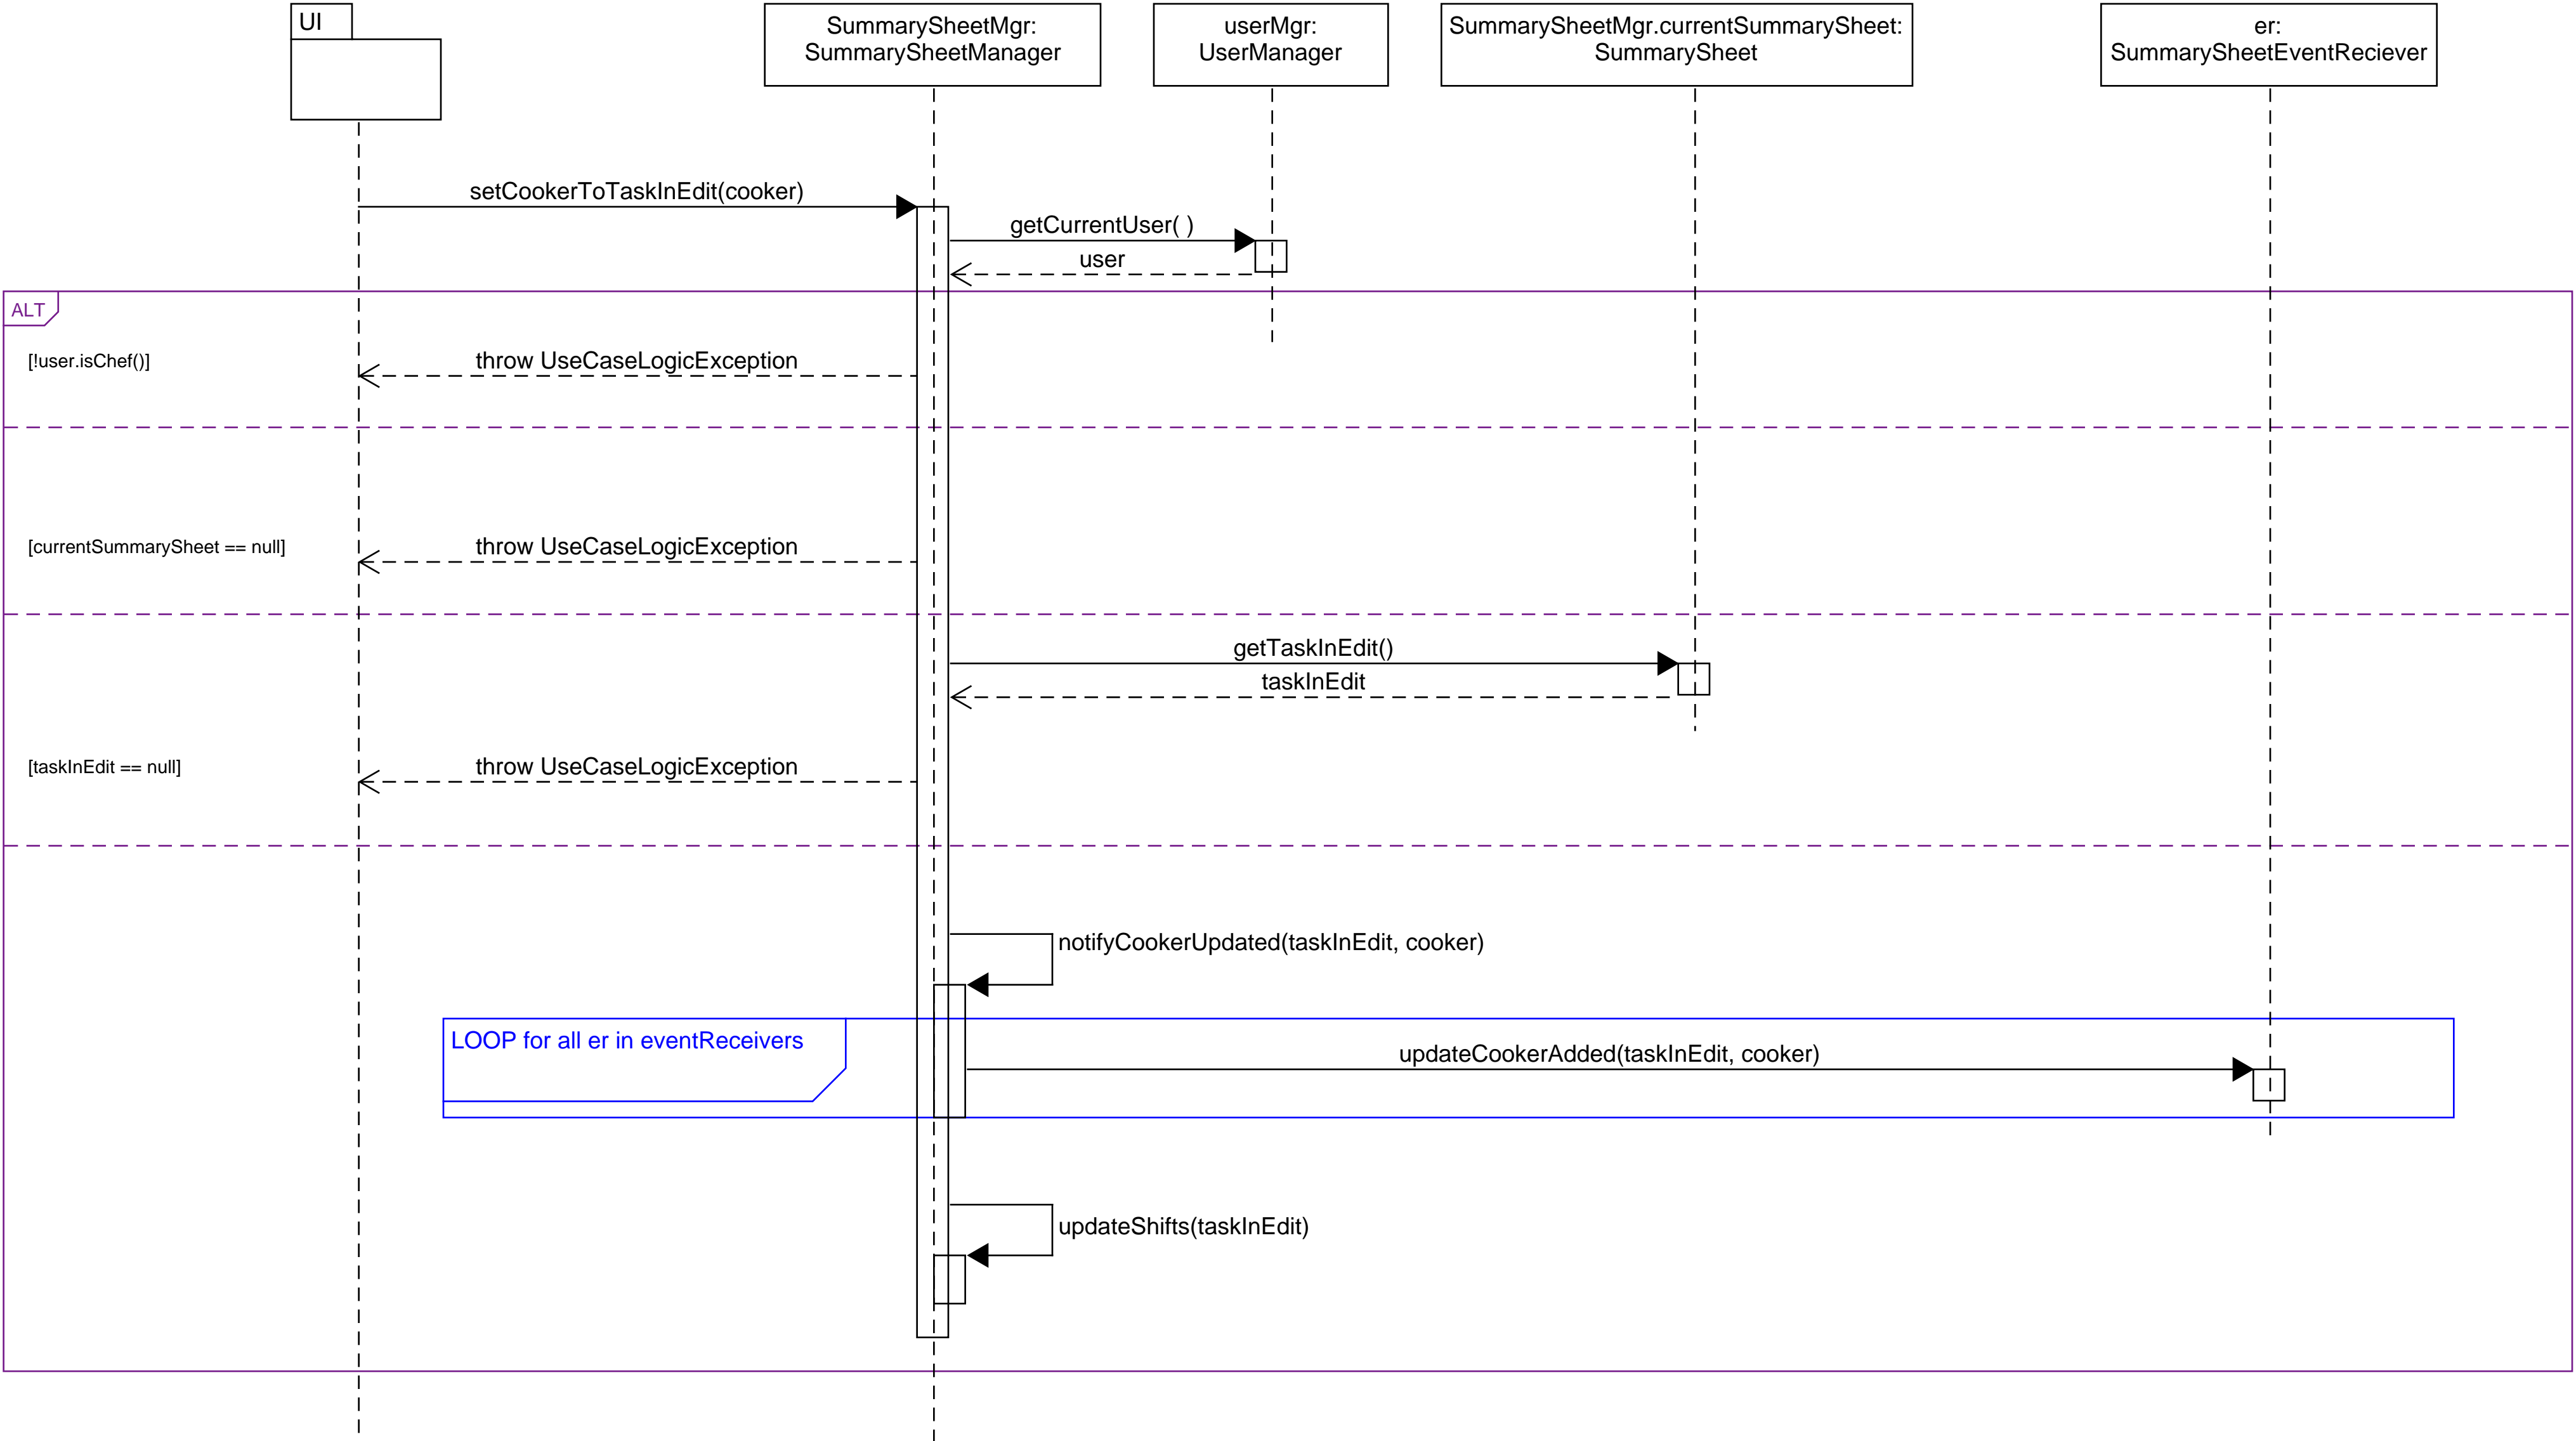 UI
SummarySheetMgr:
SummarySheetManager
userMgr:
UserManager
SummarySheetMgr.currentSummarySheet:
SummarySheet
er:
SummarySheetEventReciever
setCookerToTaskInEdit(cooker)
getCurrentUser( )
user
ALT
[!user.isChef()]
throw UseCaseLogicException
[currentSummarySheet == null]
throw UseCaseLogicException
getTaskInEdit()
taskInEdit
[taskInEdit == null]
throw UseCaseLogicException
notifyCookerUpdated(taskInEdit, cooker)
LOOP for all er in eventReceivers
updateCookerAdded(taskInEdit, cooker)
updateShifts(taskInEdit)